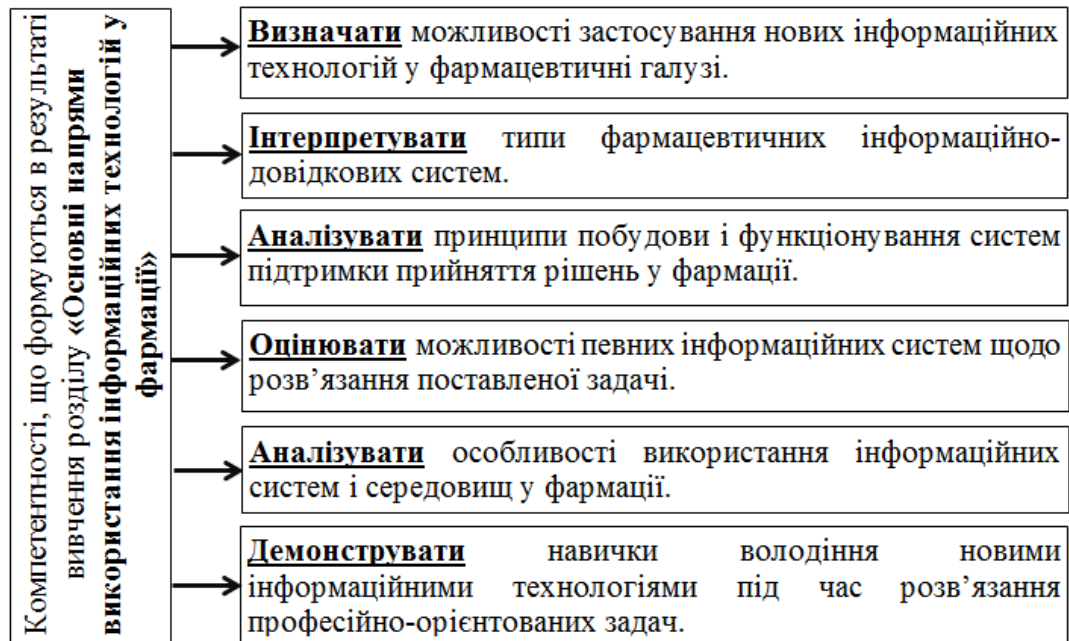 Компетентності, що формуються в результаті
вивчення розділу «Основні напрями
використання інформаційних технологій у
фармації»
Визначати можливості застосування нових інформаційних
технологій у фармацевтичні галузі.
Інтерпретувати типи фармацевтичних інформаційно-
довідкових систем.
Аналізувати принципи побудови і функціонування систем
підтримки прийняття рішень у фармації.
Оцінювати можливості певних інформаційних систем щодо
розв’язання поставленої задачі.
Аналізувати особливості використання інформаційних
систем і середовищ у фармації.
Демонструвати навички володіння новими
інформаційними технологіями під час розв’язання
професійно-орієнтованих задач.